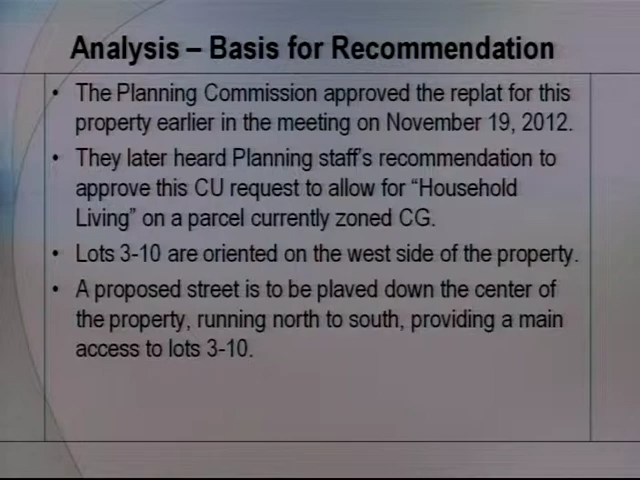 Analysis – Basis for Recommendation
• The Planning Commission approved the replat for this
property earlier in the meeting on November 19, 2012.
• They later heard Planning staff's recommendation to
approve this CU request to allow for “Household
Living” on a parcel currently zoned CG.
• Lots 3-10 are oriented on the west side of the property.
• A proposed street is to be plaved down the center of
the property, running north to south, providing a main
access to lots 3-10.